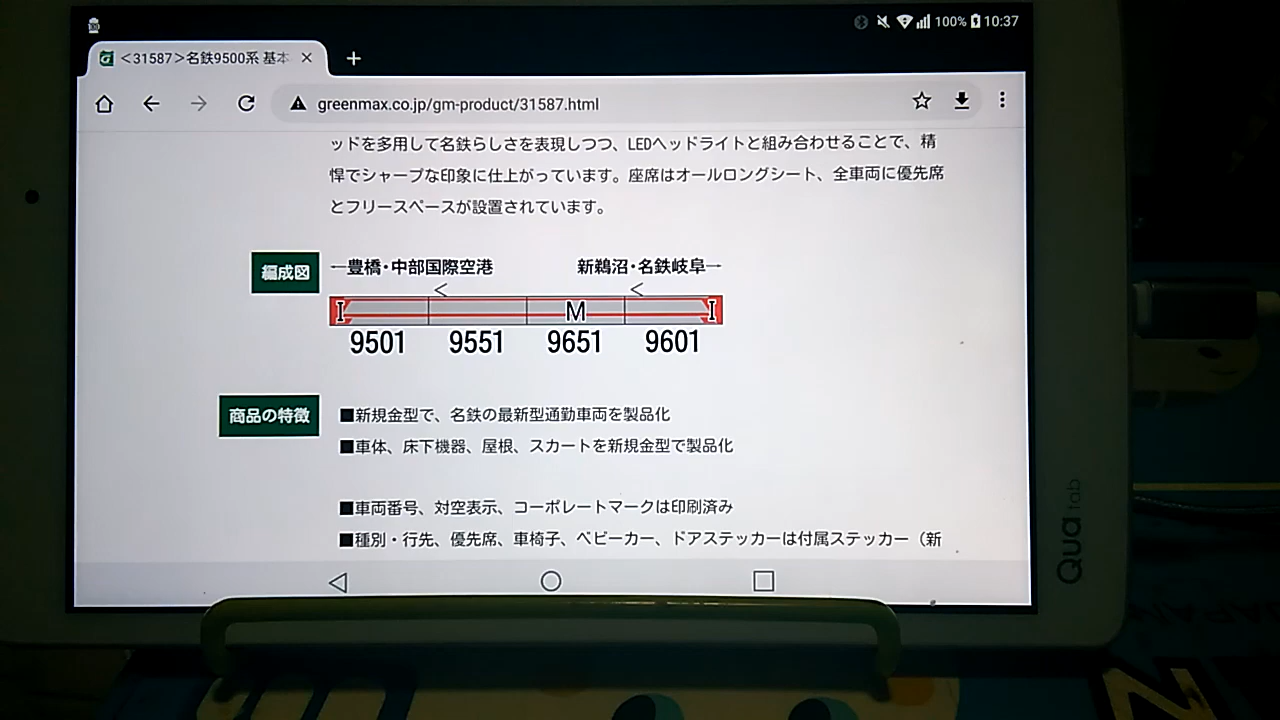 100% 10:37
<31587>名鉄9500系 基本
greenmax.co.jp/gm-product/31587.html
ッドを多用して名鉄らしさを表現しつつ、LEDヘッドライトと組み合わせることで、精
悍でシャープな印象に仕上がっています。座席はオールロングシート、全車両に優先席
とフリースペースが設置されています。
編成図
←豊橋・中部国際空港 新鵜沼・名鉄岐阜→
< <
I M I
9501 9551 9651 9601
商品の特徴
■新規金型で、名鉄の最新型通勤車両を製品化
■車体、床下機器、屋根、スカートを新規金型で製品化
■車両番号、対空表示、コーポレートマークは印刷済み
■種別・行先、優先席、車椅子、ベビーカー、ドアステッカーは付属ステッカー（新
Qua tab